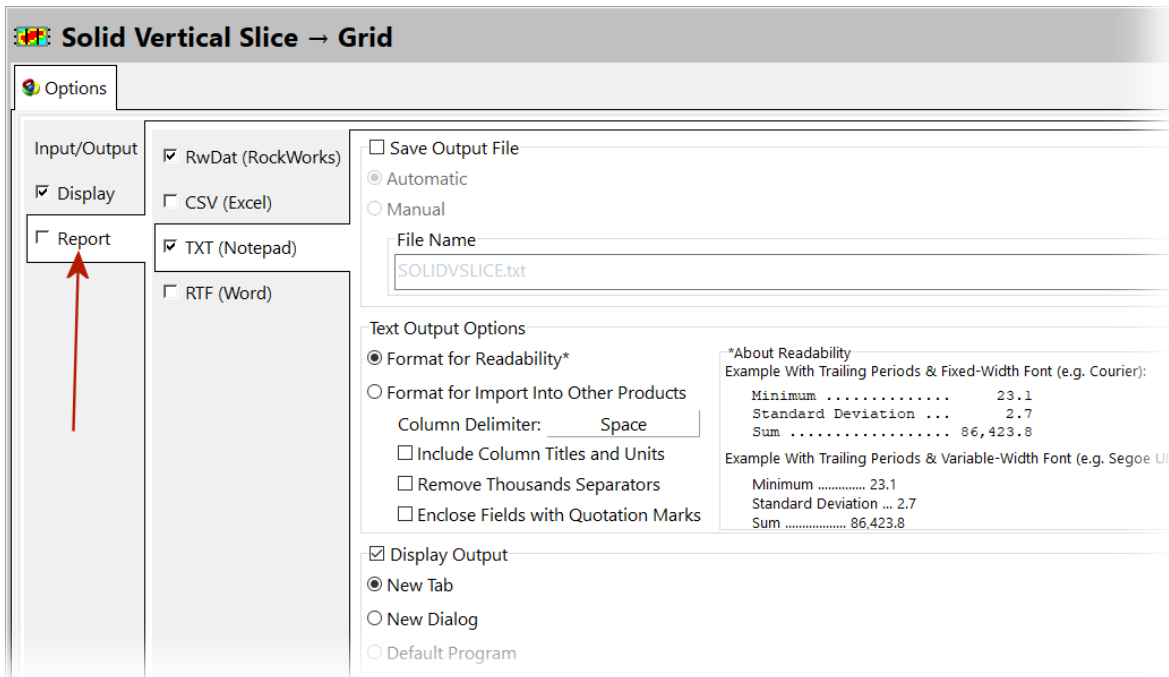 Solid Vertical Slice → Grid
Options
Input/Output
Display
Report
RwDat (RockWorks)
CSV (Excel)
TXT (Notepad)
RTF (Word)
Save Output File
Automatic
Manual
File Name
SOLIDVSLICE.txt
Text Output Options
Format for Readability*
Format for Import Into Other Products
Column Delimiter: Space
Include Column Titles and Units
Remove Thousands Separators
Enclose Fields with Quotation Marks
*About Readability
Example With Trailing Periods & Fixed-Width Font (e.g. Courier):
Minimum .............. 23.1
Standard Deviation ... 2.7
Sum .................. 86,423.8
Example With Trailing Periods & Variable-Width Font (e.g. Segoe UI
Minimum ............. 23.1
Standard Deviation ... 2.7
Sum ................. 86,423.8
Display Output
New Tab
New Dialog
Default Program